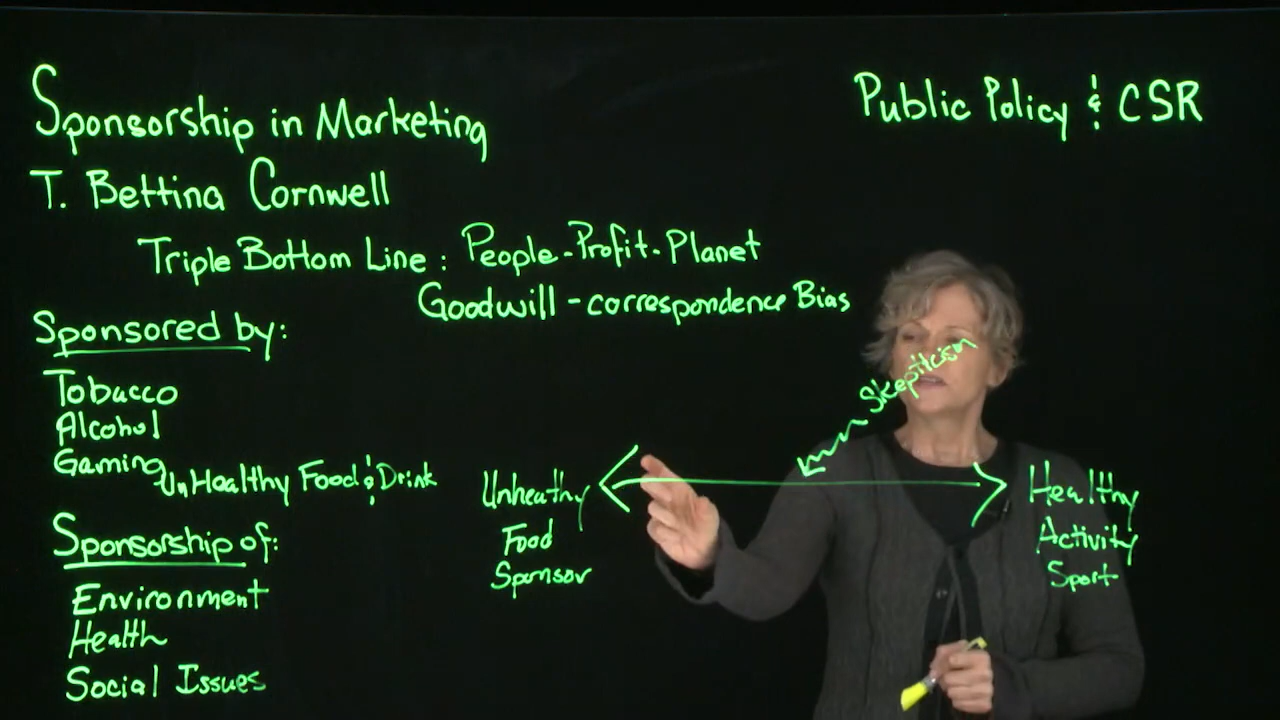 Sponsorship in Marketing
Public Policy & CSR
T. Bettina Cornwell
Triple Bottom Line: People-Profit-Planet
Goodwill-correspondence Bias
Sponsored by:
Tobacco
Alcohol
Gaming
UnHealthy Food & Drink
Skepitcism
Unheathy
Food
Sponsor
Healthy
Activity
Sport
Sponsorship of:
Environment
Health
Social Issues